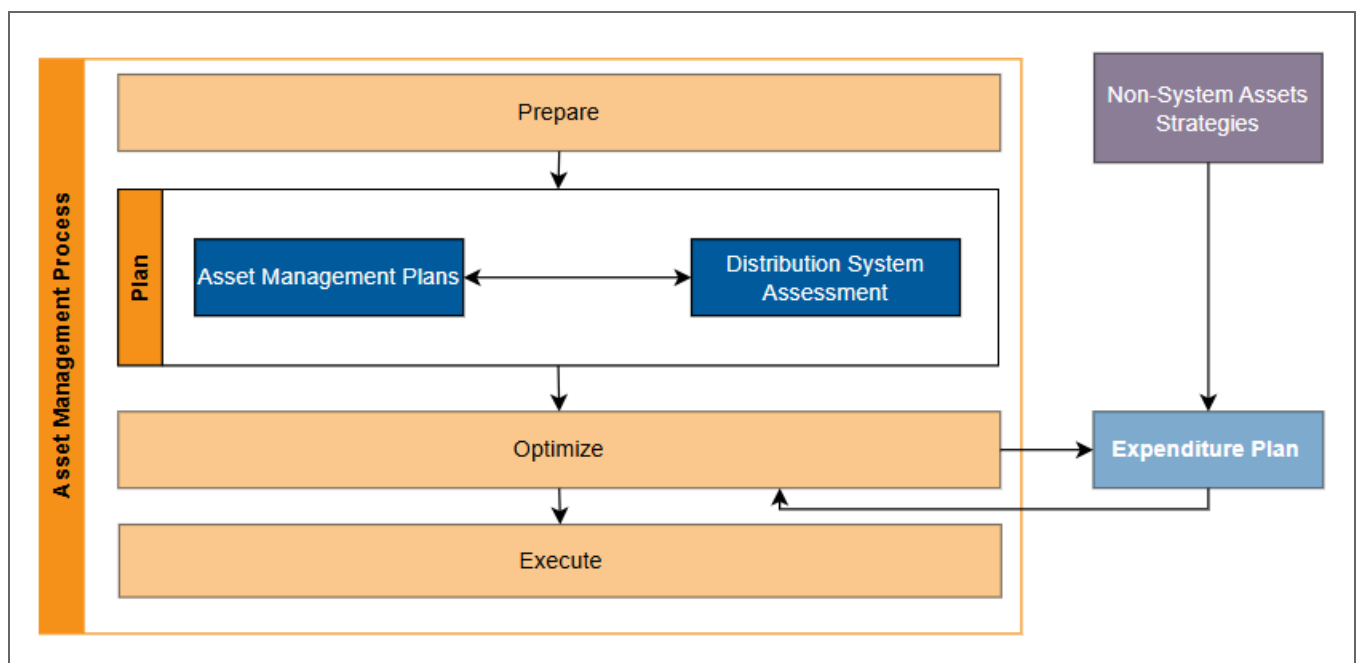 Asset Management Process
Prepare
Non-System Assets
Strategies
Plan
Asset Management Plans
Distribution System
Assessment
Optimize
Expenditure Plan
Execute